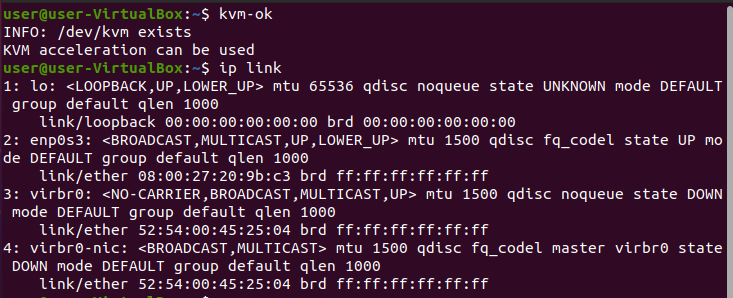 user@user-VirtualBox:~$ kvm-ok
INFO: /dev/kvm exists
KVM acceleration can be used
user@user-VirtualBox:~$ ip link
1: lo: <LOOPBACK,UP,LOWER_UP> mtu 65536 qdisc noqueue state UNKNOWN mode DEFAULT
group default qlen 1000
    link/loopback 00:00:00:00:00:00 brd 00:00:00:00:00:00
2: enp0s3: <BROADCAST,MULTICAST,UP,LOWER_UP> mtu 1500 qdisc fq_codel state UP mo
de DEFAULT group default qlen 1000
    link/ether 08:00:27:20:9b:c3 brd ff:ff:ff:ff:ff:ff
3: virbr0: <NO-CARRIER,BROADCAST,MULTICAST,UP> mtu 1500 qdisc noqueue state DOWN
 mode DEFAULT group default qlen 1000
    link/ether 52:54:00:45:25:04 brd ff:ff:ff:ff:ff:ff
4: virbr0-nic: <BROADCAST,MULTICAST> mtu 1500 qdisc fq_codel master virbr0 state
DOWN mode DEFAULT group default qlen 1000
    link/ether 52:54:00:45:25:04 brd ff:ff:ff:ff:ff:ff